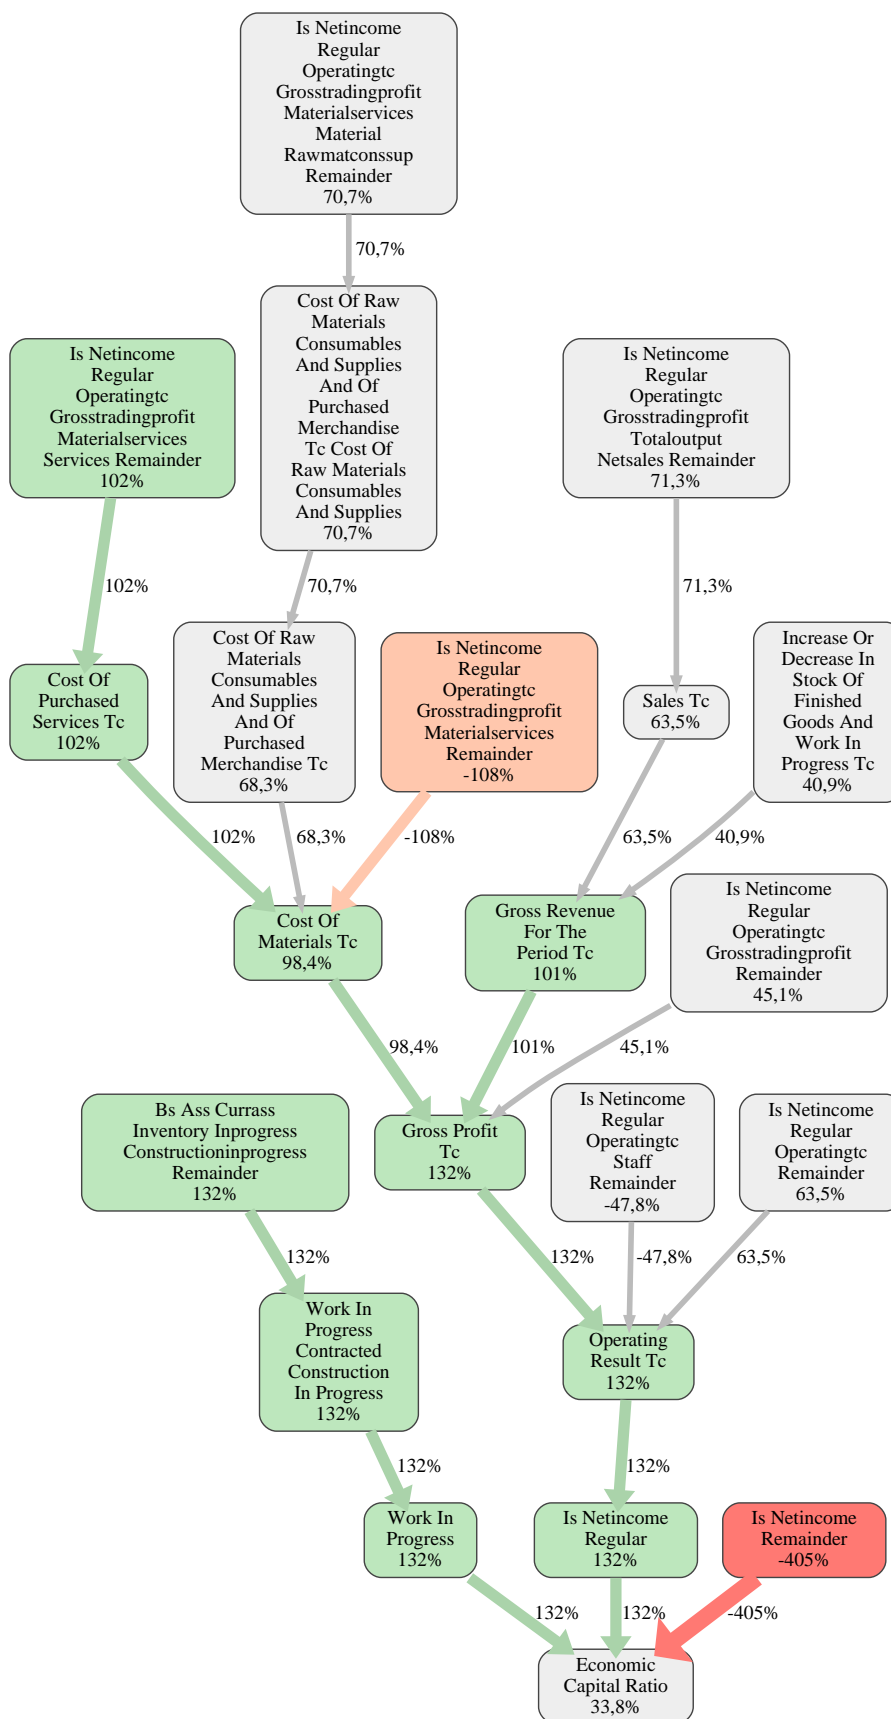 Is Netincome
Regular
Operatingtc
Grosstradingprofit
Materialservices
Material
Rawmatconssup
Remainder
70,7%
70,7%
Cost Of Raw
Materials
Consumables
And Supplies
And Of
Purchased
Merchandise
Tc Cost Of
Raw Materials
Consumables
And Supplies
70,7%
Is Netincome
Regular
Operatingtc
Grosstradingprofit
Materialservices
Services Remainder
102%
Is Netincome
Regular
Operatingtc
Grosstradingprofit
Totaloutput
Netsales Remainder
71,3%
102%
70,7%
71,3%
Cost Of
Purchased
Services Tc
102%
Cost Of Raw
Materials
Consumables
And Supplies
And Of
Purchased
Merchandise Tc
68,3%
Is Netincome
Regular
Operatingtc
Grosstradingprofit
Materialservices
Remainder
-108%
Sales Tc
63,5%
Increase Or
Decrease In
Stock Of
Finished
Goods And
Work In
Progress Tc
40,9%
102%
68,3%
-108%
63,5%
40,9%
Cost Of
Materials Tc
98,4%
Gross Revenue
For The
Period Tc
101%
Is Netincome
Regular
Operatingtc
Grosstradingprofit
Remainder
45,1%
98,4%
101%
45,1%
Bs Ass Currass
Inventory Inprogress
Constructioninprogress
Remainder
132%
Gross Profit
Tc
132%
Is Netincome
Regular
Operatingtc
Staff
Remainder
-47,8%
Is Netincome
Regular
Operatingtc
Remainder
63,5%
132%
132%
-47,8%
63,5%
Work In
Progress
Contracted
Construction
In Progress
132%
Operating
Result Tc
132%
132%
132%
Work In
Progress
132%
Is Netincome
Regular
132%
Is Netincome
Remainder
-405%
132%
132%
-405%
Economic
Capital Ratio
33,8%